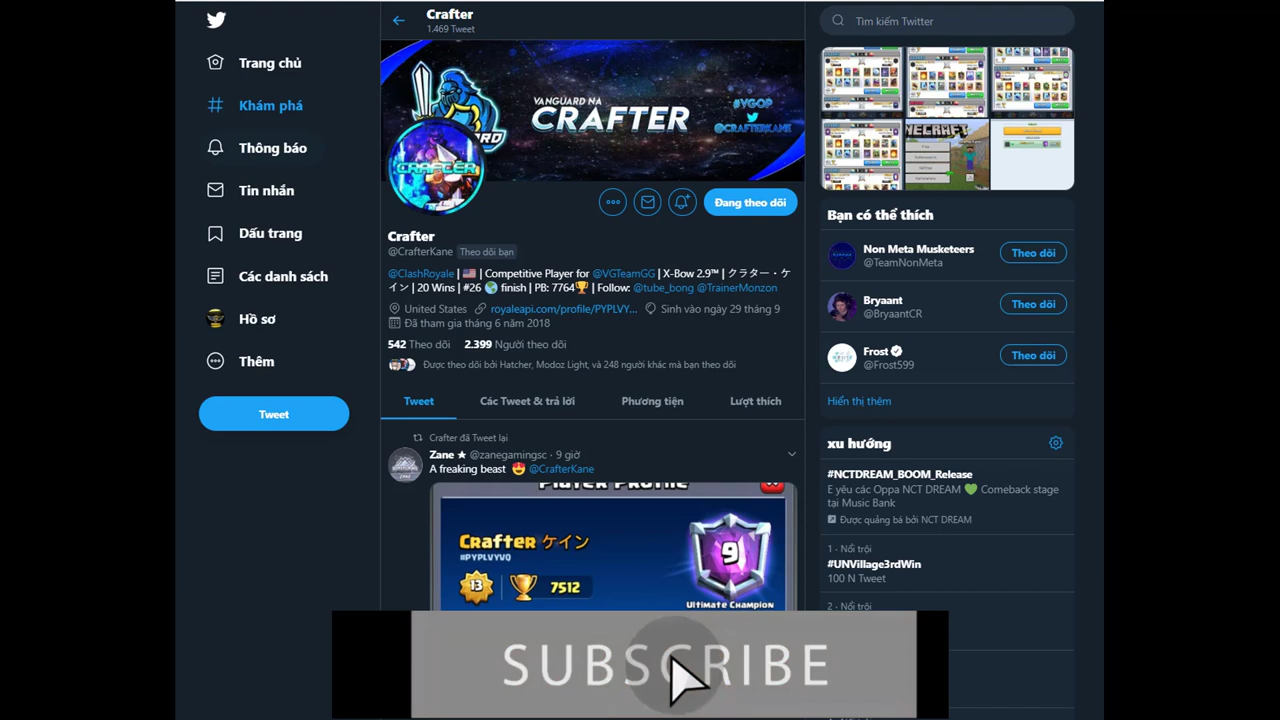 Trang chủ
Khám phá
Thông báo
Tin nhắn
Dấu trang
Các danh sách
Hồ sơ
Thêm
Tweet
Crafter
1.469 Tweet
VANGUARD NA
CRAFTER
#VGOP
@CRAFTERKANE
CRAFTER
Đang theo dõi
Crafter
@CrafterKane Theo dõi bạn
@ClashRoyale | 🇺🇸 | Competitive Player for @VGTeamGG | X-Bow 2.9™ | クラター・ケ
イン | 20 Wins | #26 🌎 finish | PB: 7764🏆 | Follow: @tube_bong @TrainerMonzon
United States royaleapi.com/profile/PYPLVY... Sinh vào ngày 29 tháng 9
Đã tham gia tháng 6 năm 2018
542 Theo dõi 2.399 Người theo dõi
Được theo dõi bởi Hatcher, Modoz Light, và 248 người khác mà bạn theo dõi
Tweet Các Tweet & trả lời Phương tiện Lượt thích
Crafter đã Tweet lại
Zane ★ @zanegamingsc · 9 giờ
A freaking beast 😍 @CrafterKane
Player Profile
Crafter ケイン
#PYPLVYVQ
13 7512
9
Ultimate Champion
SUBSCRIBE
Tìm kiếm Twitter
MINECRAFT
Bạn có thể thích
Non Meta Musketeers
@TeamNonMeta
Theo dõi
Bryaant
@BryaantCR
Theo dõi
Frost
@Frost599
Theo dõi
Hiển thị thêm
xu hướng
#NCTDREAM_BOOM_Release
E yêu các Oppa NCT DREAM 💚 Comeback stage
tại Music Bank
Được quảng bá bởi NCT DREAM
1 · Nổi trội
#UNVillage3rdWin
100 N Tweet
2 · Nổi trội